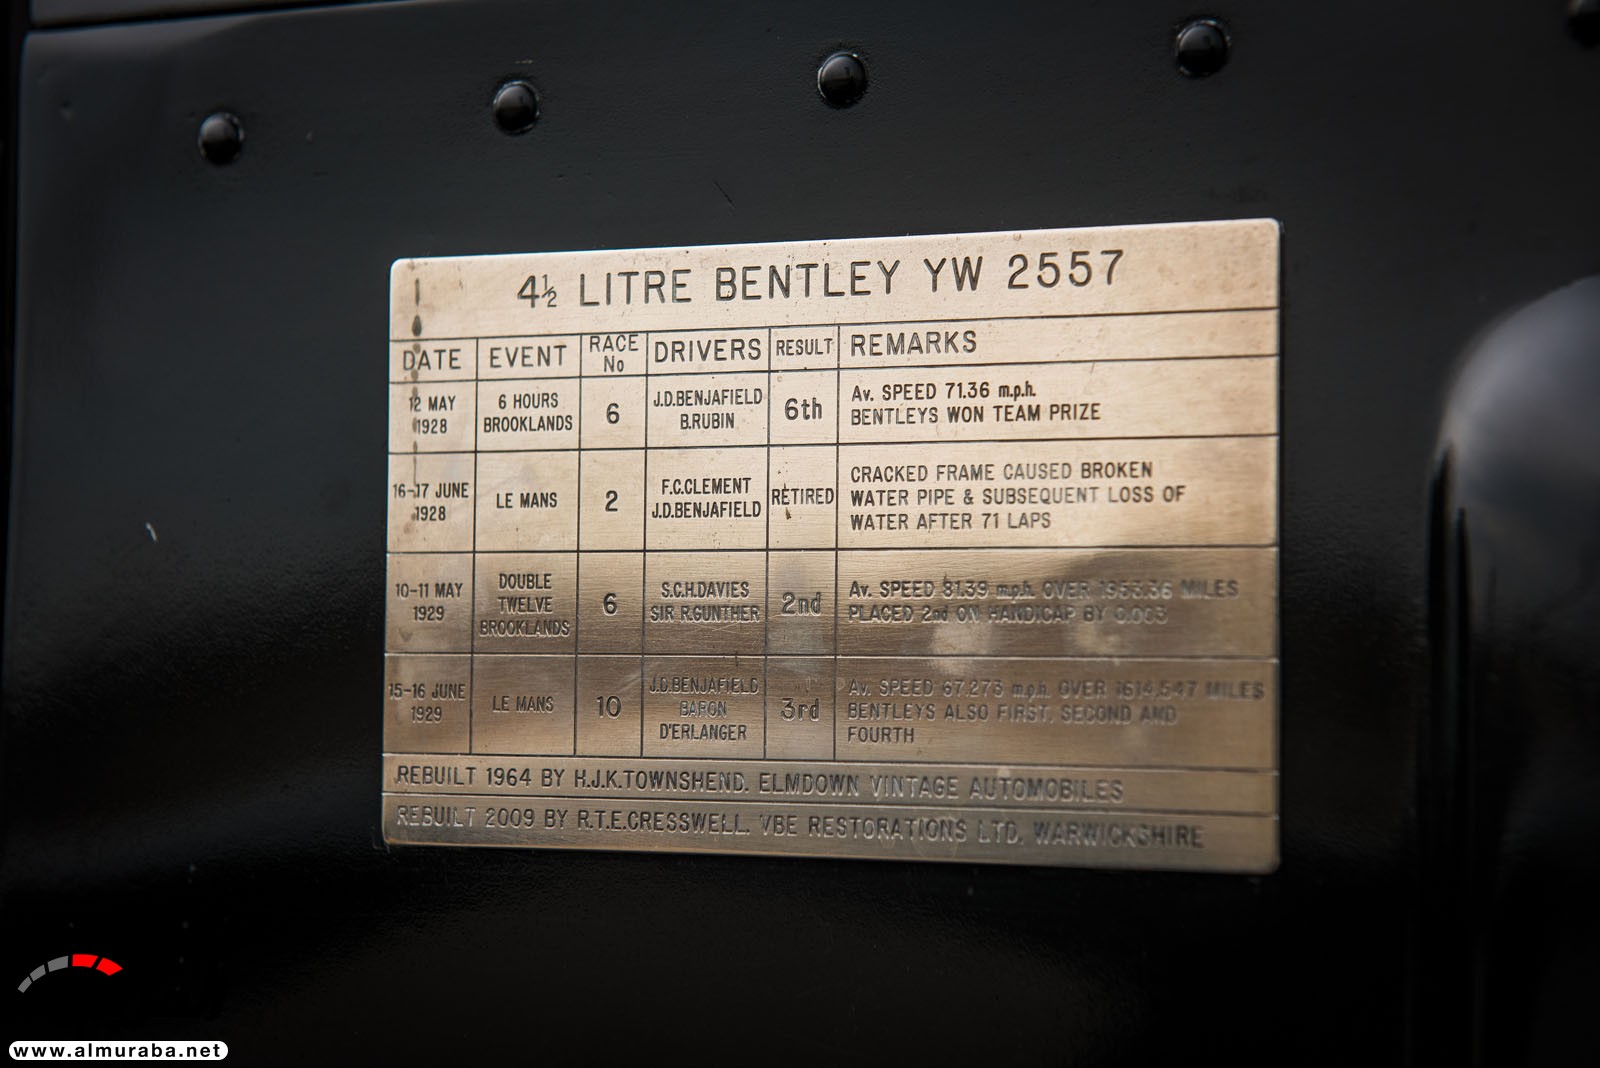 4½ LITRE BENTLEY YW 2557
DATE EVENT RACE No DRIVERS RESULT REMARKS
12 MAY 1928
6 HOURS BROOKLANDS
6
J.D.BENJAFIELD
B.RUBIN
6th
Av. SPEED 71.36 m.p.h.
BENTLEYS WON TEAM PRIZE
16-17 JUNE 1928
LE MANS
2
F.C.CLEMENT
J.D.BENJAFIELD
RETIRED
CRACKED FRAME CAUSED BROKEN
WATER PIPE & SUBSEQUENT LOSS OF
WATER AFTER 71 LAPS
10-11 MAY 1929
DOUBLE TWELVE BROOKLANDS
6
S.C.H.DAVIES
SIR R.GUNTHER
2nd
Av. SPEED 81.39 m.p.h. OVER MILES
PLACED 2nd ON HANDICAP BY
15-16 JUNE 1929
LE MANS
10
J.D.BENJAFIELD
BARON
D'ERLANGER
3rd
Av. SPEED 67.273 m.p.h. OVER 1614.547 MILES
BENTLEYS ALSO FIRST, SECOND AND
FOURTH
REBUILT 1964 BY H.J.K.TOWNSHEND. ELMDOWN VINTAGE AUTOMOBILES
REBUILT 2009 BY R.T.E.CRESSWELL. VBE RESTORATIONS LTD. WARWICKSHIRE
www.almuraba.net